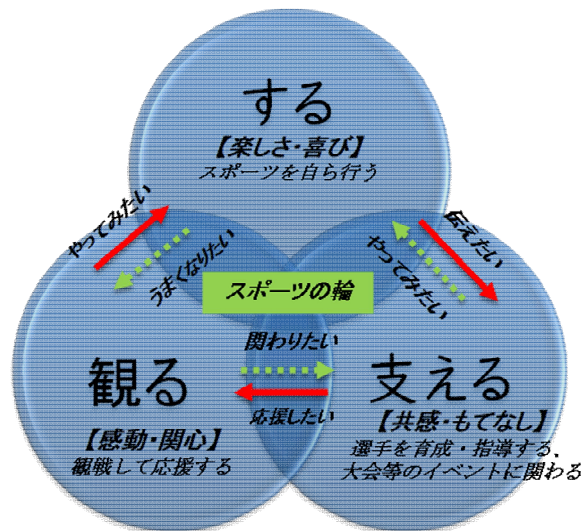 する
【楽しさ・喜び】
スポーツを自ら行う
やってみたい
うまくなりたい
伝えたい
やってみたい
スポーツの輪
関わりたい
応援したい
観る
【感動・関心】
観戦して応援する
支える
【共感・もてなし】
選手を育成・指導する、
大会等のイベントに関わる